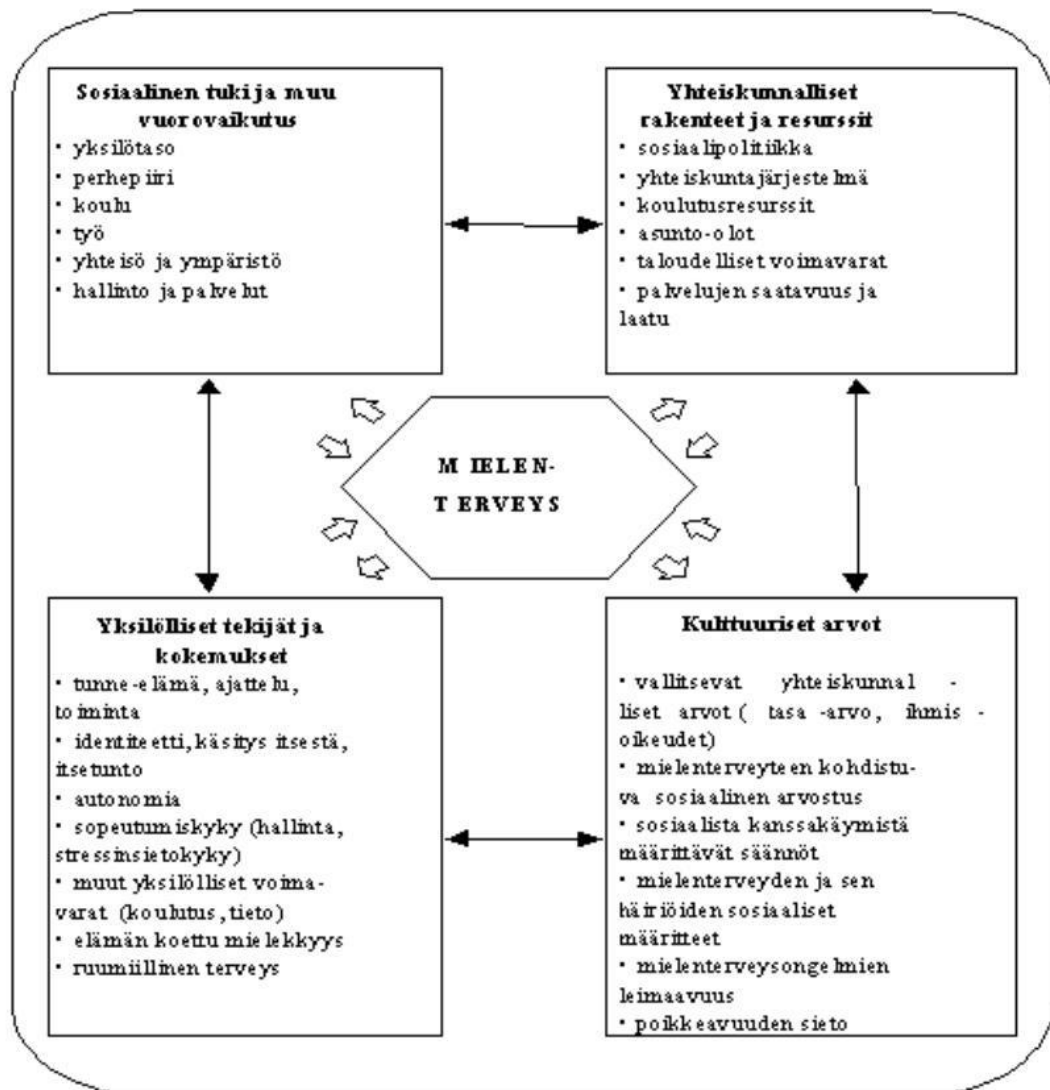 Sosiaalinen tuki ja muu
vuorovaikutus
• yksilötaso
• perhepiiri
• koulu
• työ
• yhteisö ja ympäristö
• hallinto ja palvelut
Yhteiskunnalliset
rakenteet ja resurssit
• sosiaalipolitiikka
• yhteiskuntajärjestelmä
• koulutusresurssit
• asunto-olot
• taloudelliset voimavarat
• palvelujen saatavuus ja
laatu
MIELEN-
TERVEYS
Yksilölliset tekijät ja
kokemukset
• tunne-elämä, ajattelu,
toiminta
• identiteetti, käsitys itsestä,
itsetunto
• autonomia
• sopeutumiskyky (hallinta,
stressinsietokyky)
• muut yksilölliset voima-
varat (koulutus, tieto)
• elämän koettu mielekkyys
• ruumiillinen terveys
Kulttuuriset arvot
• vallitsevat yhteiskunnal -
liset arvot ( tasa -arvo, ihmis -
oikeudet)
• mielenterveyteen kohdistu-
va sosiaalinen arvostus
• sosiaalista kanssakäymistä
määrittävät säännöt
• mielenterveyden ja sen
häiriöiden sosiaaliset
määritteet
• mielenterveysongelmien
leimaavuus
• poikkeavuuden sieto